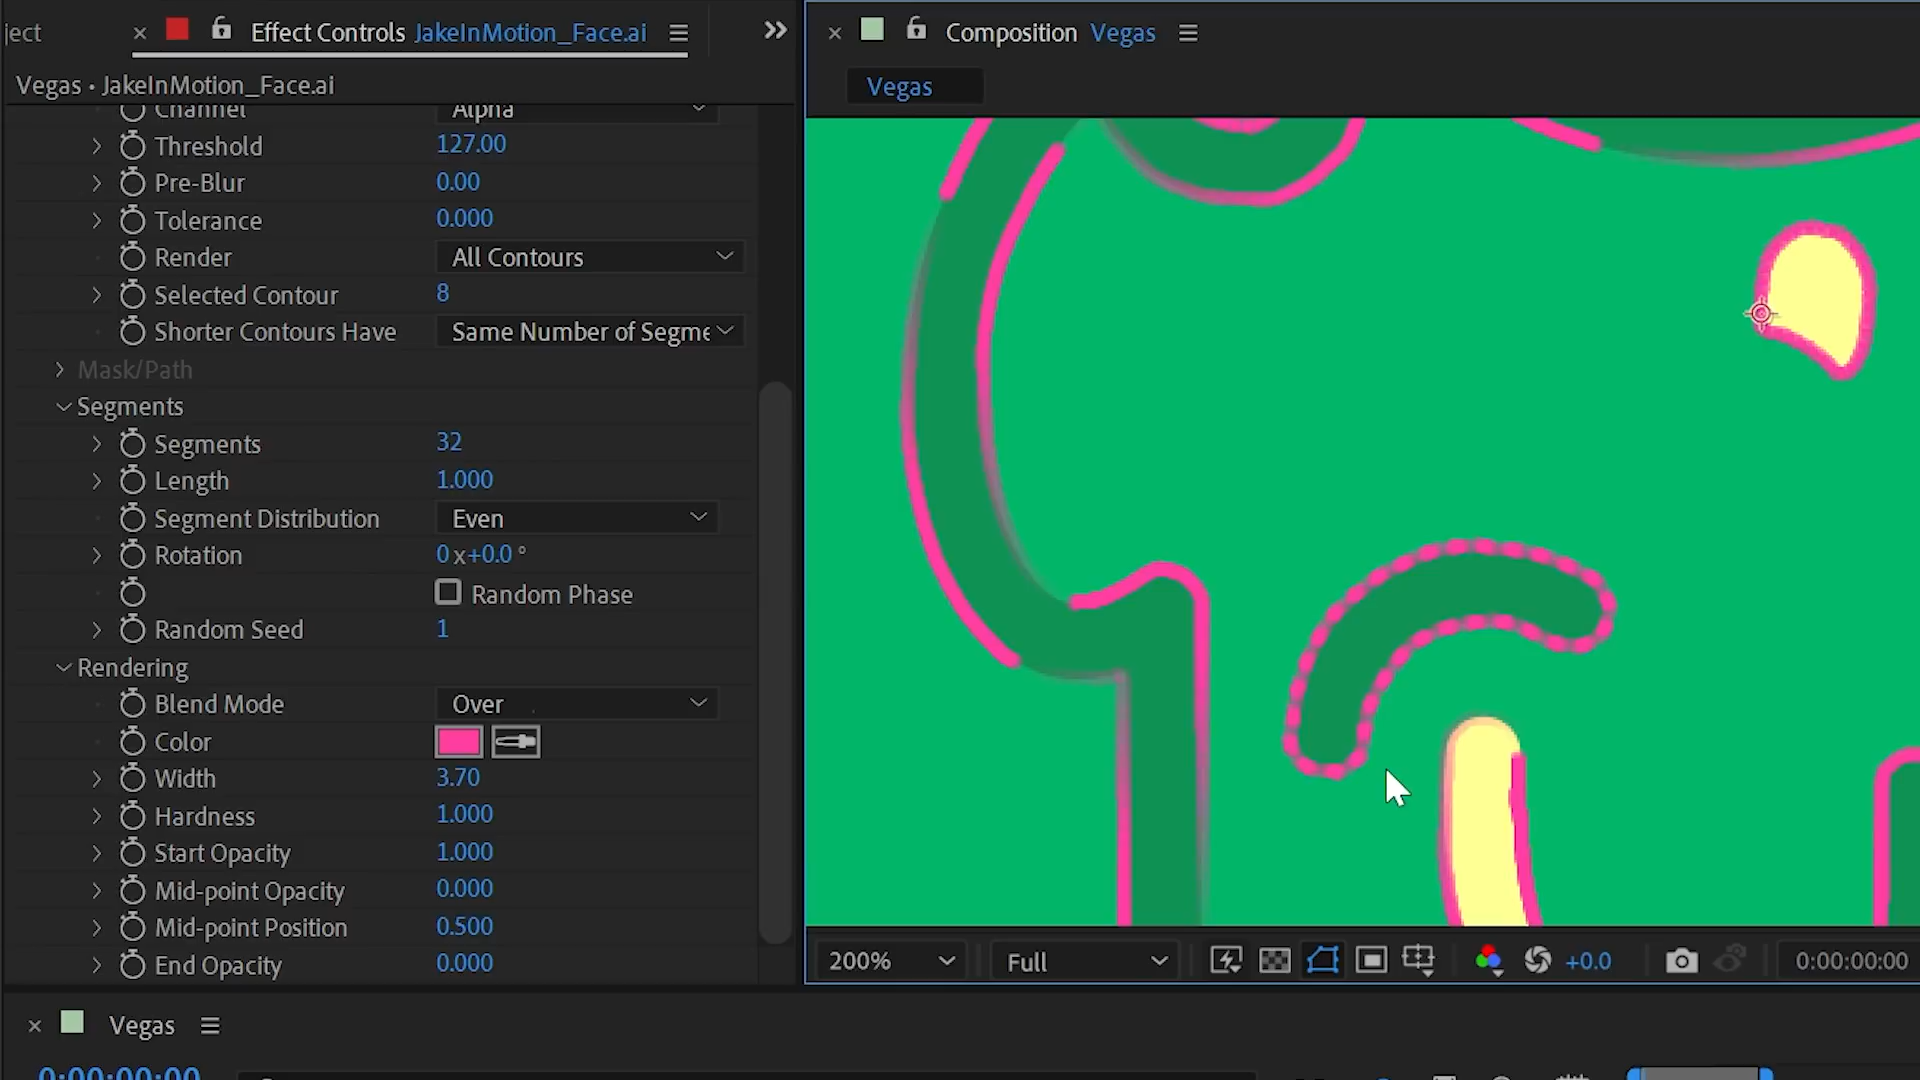 ject
× Effect Controls JakeInMotion_Face.ai
Vegas • JakeInMotion_Face.ai
Channel Alpha
Threshold 127.00
Pre-Blur 0.00
Tolerance 0.000
Render All Contours
Selected Contour 8
Shorter Contours Have Same Number of Segme
Mask/Path
Segments
Segments 32
Length 1.000
Segment Distribution Even
Rotation 0x+0.0°
Random Phase
Random Seed 1
Rendering
Blend Mode Over
Color
Width 3.70
Hardness 1.000
Start Opacity 1.000
Mid-point Opacity 0.000
Mid-point Position 0.500
End Opacity 0.000
× Composition Vegas
Vegas
200% Full +0.0 0:00:00:00
× Vegas
0:00:00:00